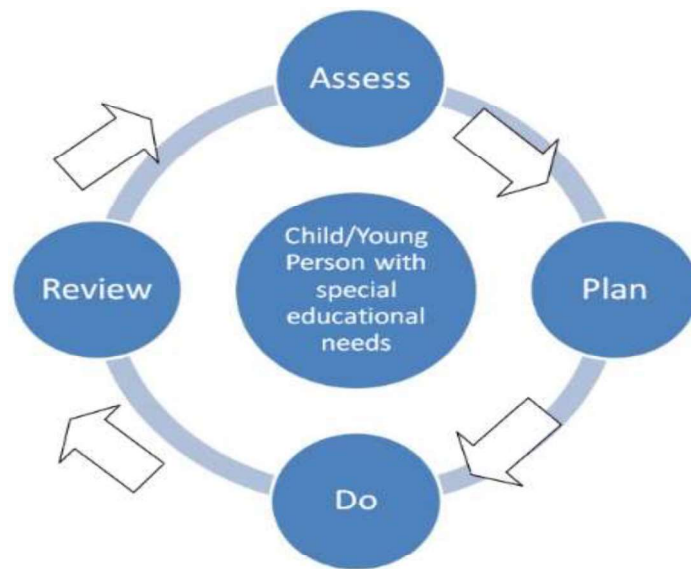 Assess
Child/Young
Person with
special
educational
needs
Review
Plan
Do